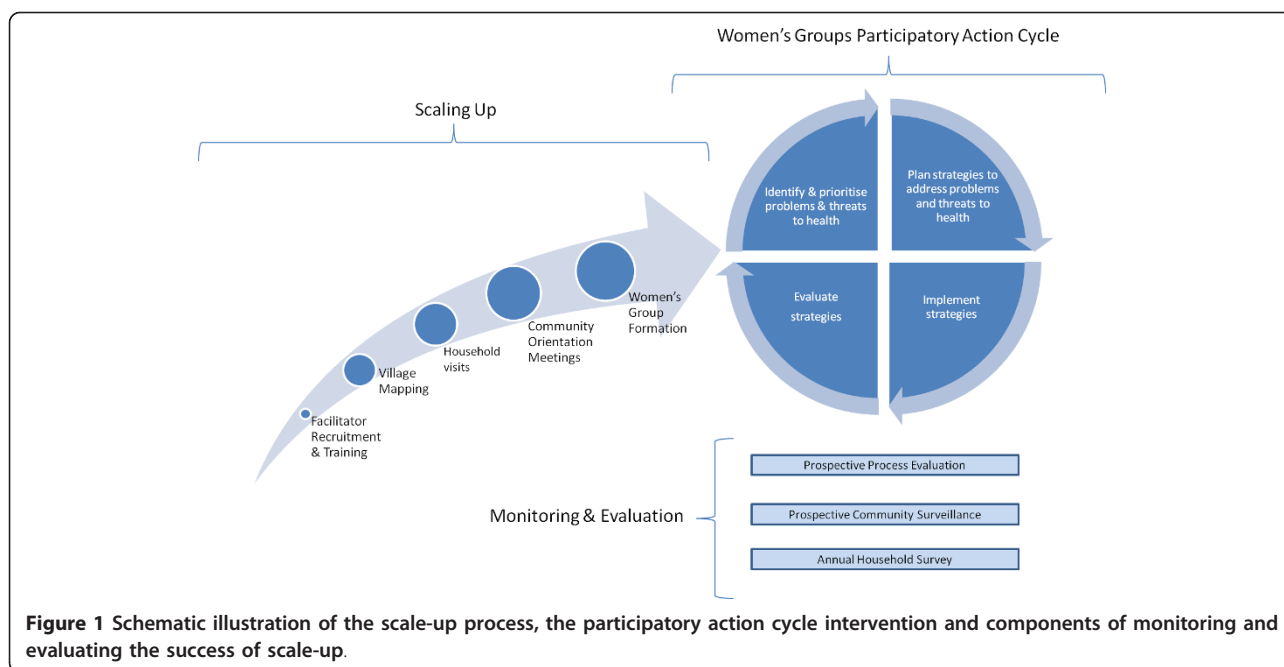 Women's Groups Participatory Action Cycle
Scaling Up
Identify & prioritise
problems & threats
to health
Plan strategies to
address problems
and threats to
health
Evaluate
strategies
Implement
strategies
Women's
Group
Formation
Community
Orientation
Meetings
Household
visits
Village
Mapping
Facilitator
Recruitment
& Training
Monitoring & Evaluation
Prospective Process Evaluation
Prospective Community Surveillance
Annual Household Survey
Figure 1 Schematic illustration of the scale-up process, the participatory action cycle intervention and components of monitoring and
evaluating the success of scale-up.